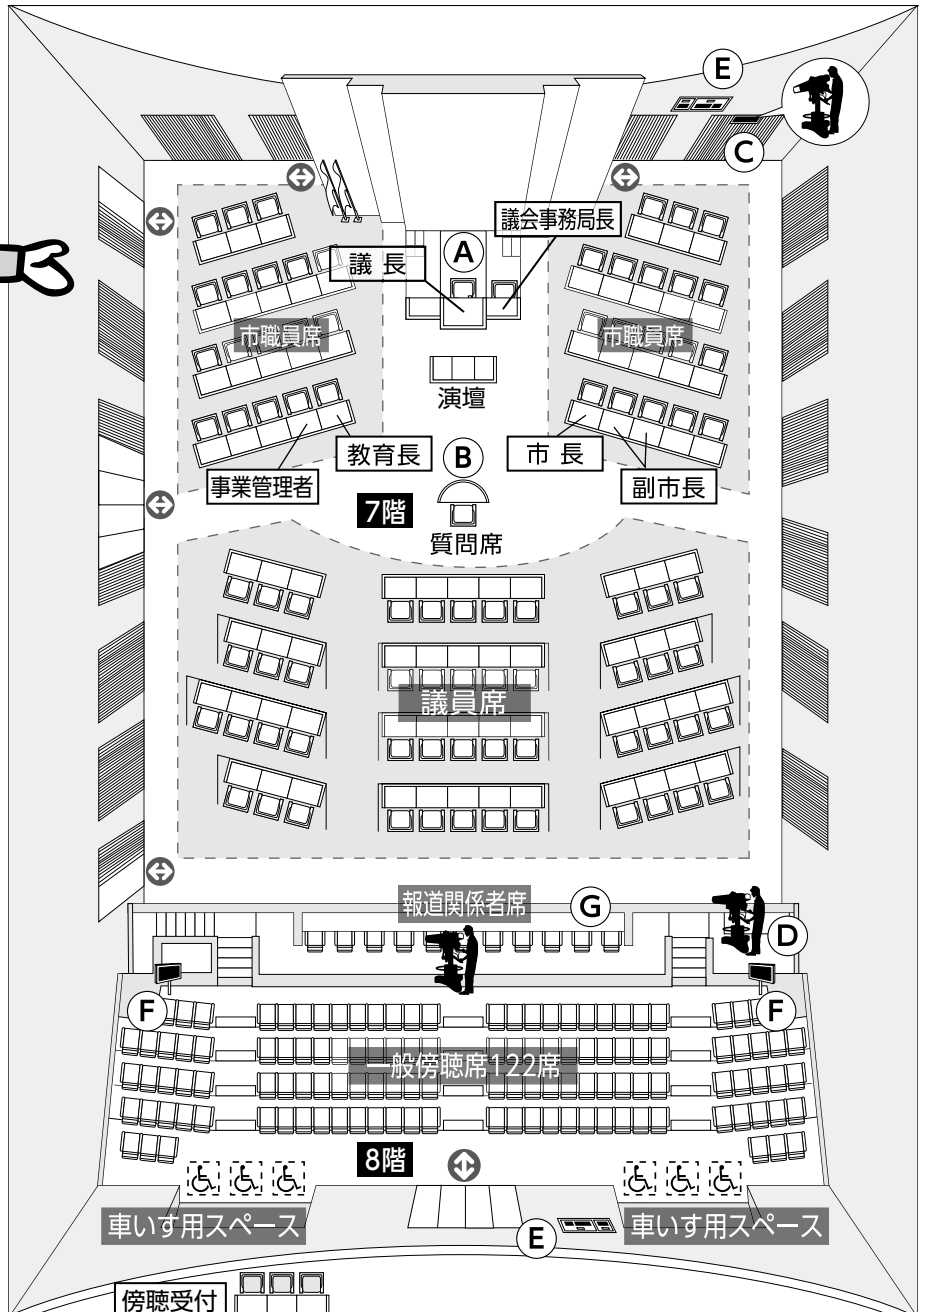 E
C
議会事務局長
A
議 長
市職員席
市職員席
演壇
教育長
B
市 長
事業管理者
副市長
7階
質問席
議員席
報道関係者席
G
D
F
F
一般傍聴席122席
8階
車いす用スペース
車いす用スペース
E
傍聴受付